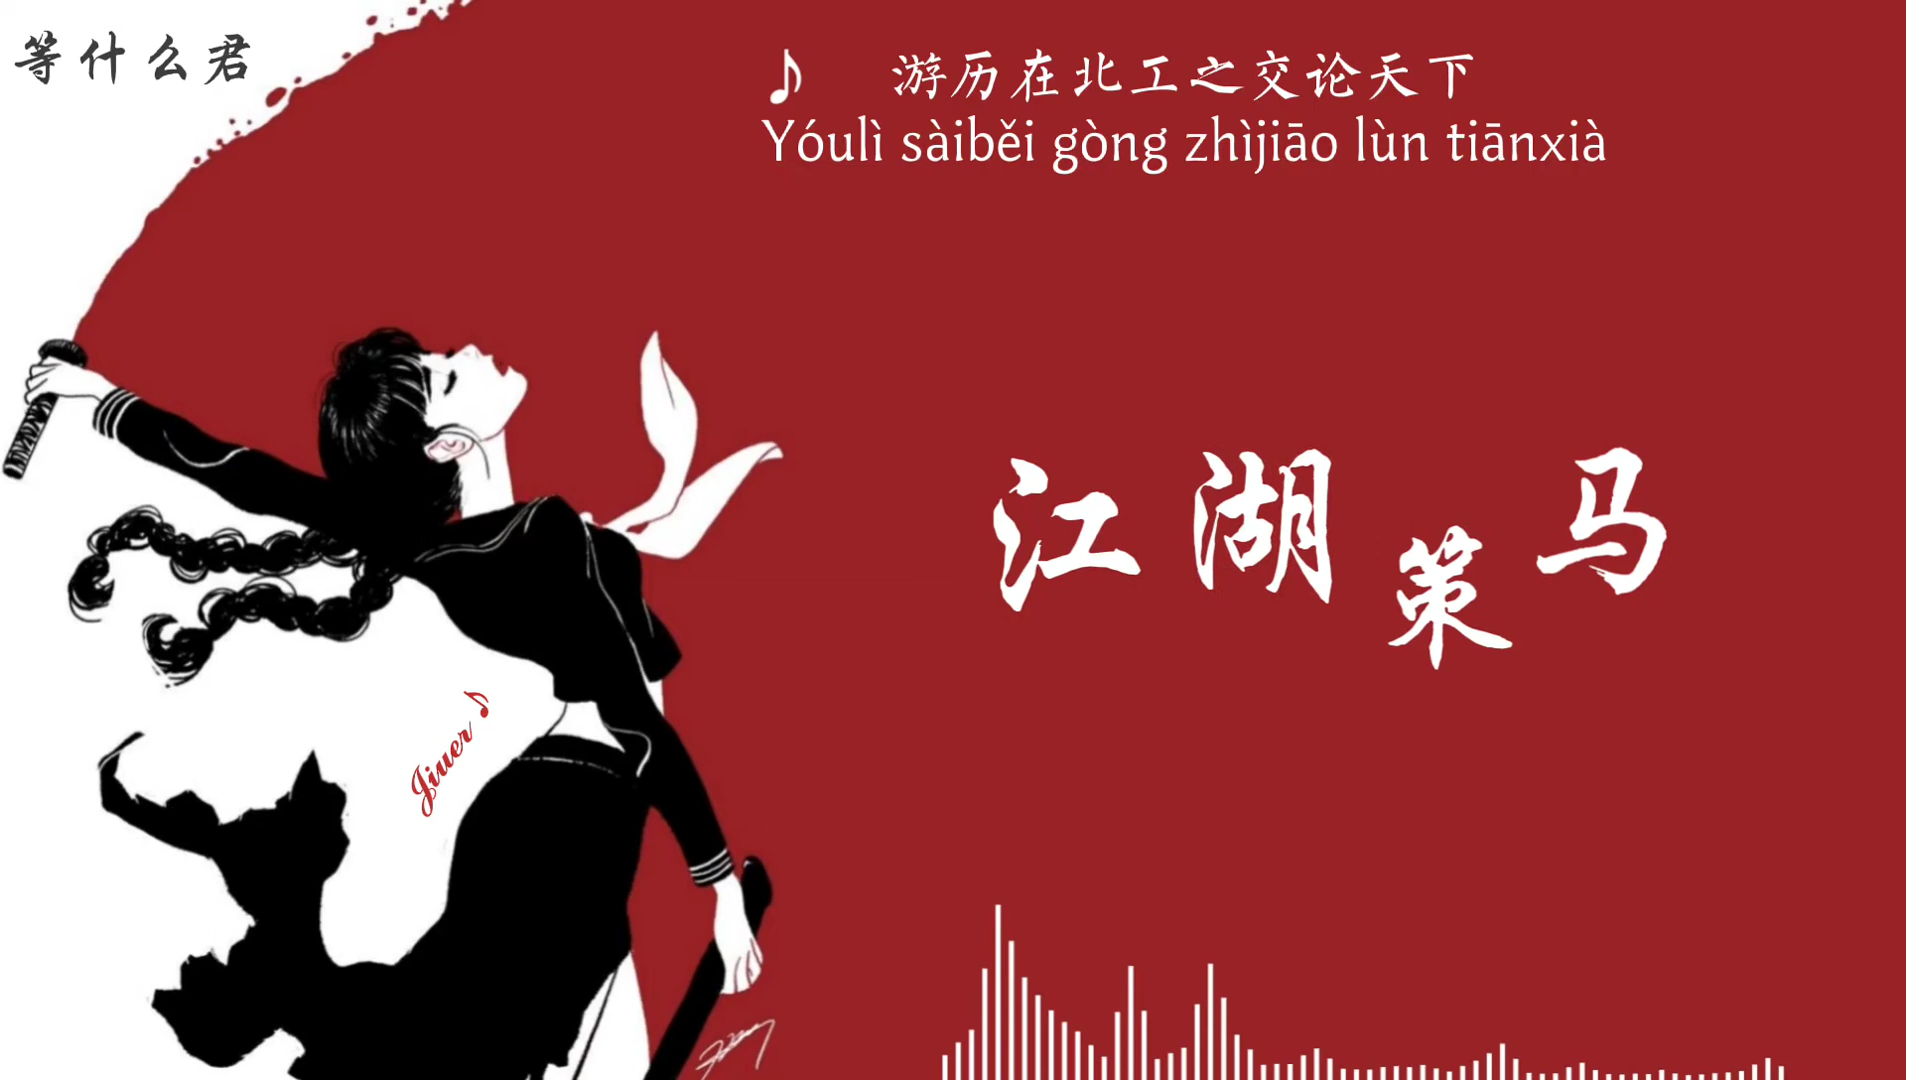 等什么君
♪ 游历在北工之交论天下
Yóulì sàiběi gòng zhìjiāo lùn tiānxià
江湖策马
Jiuer ♪